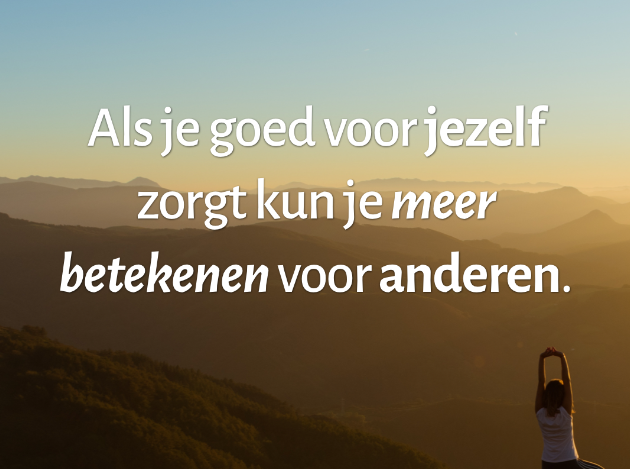 Als je goed voor jezelf
zorgt kun je meer
betekenen voor anderen.